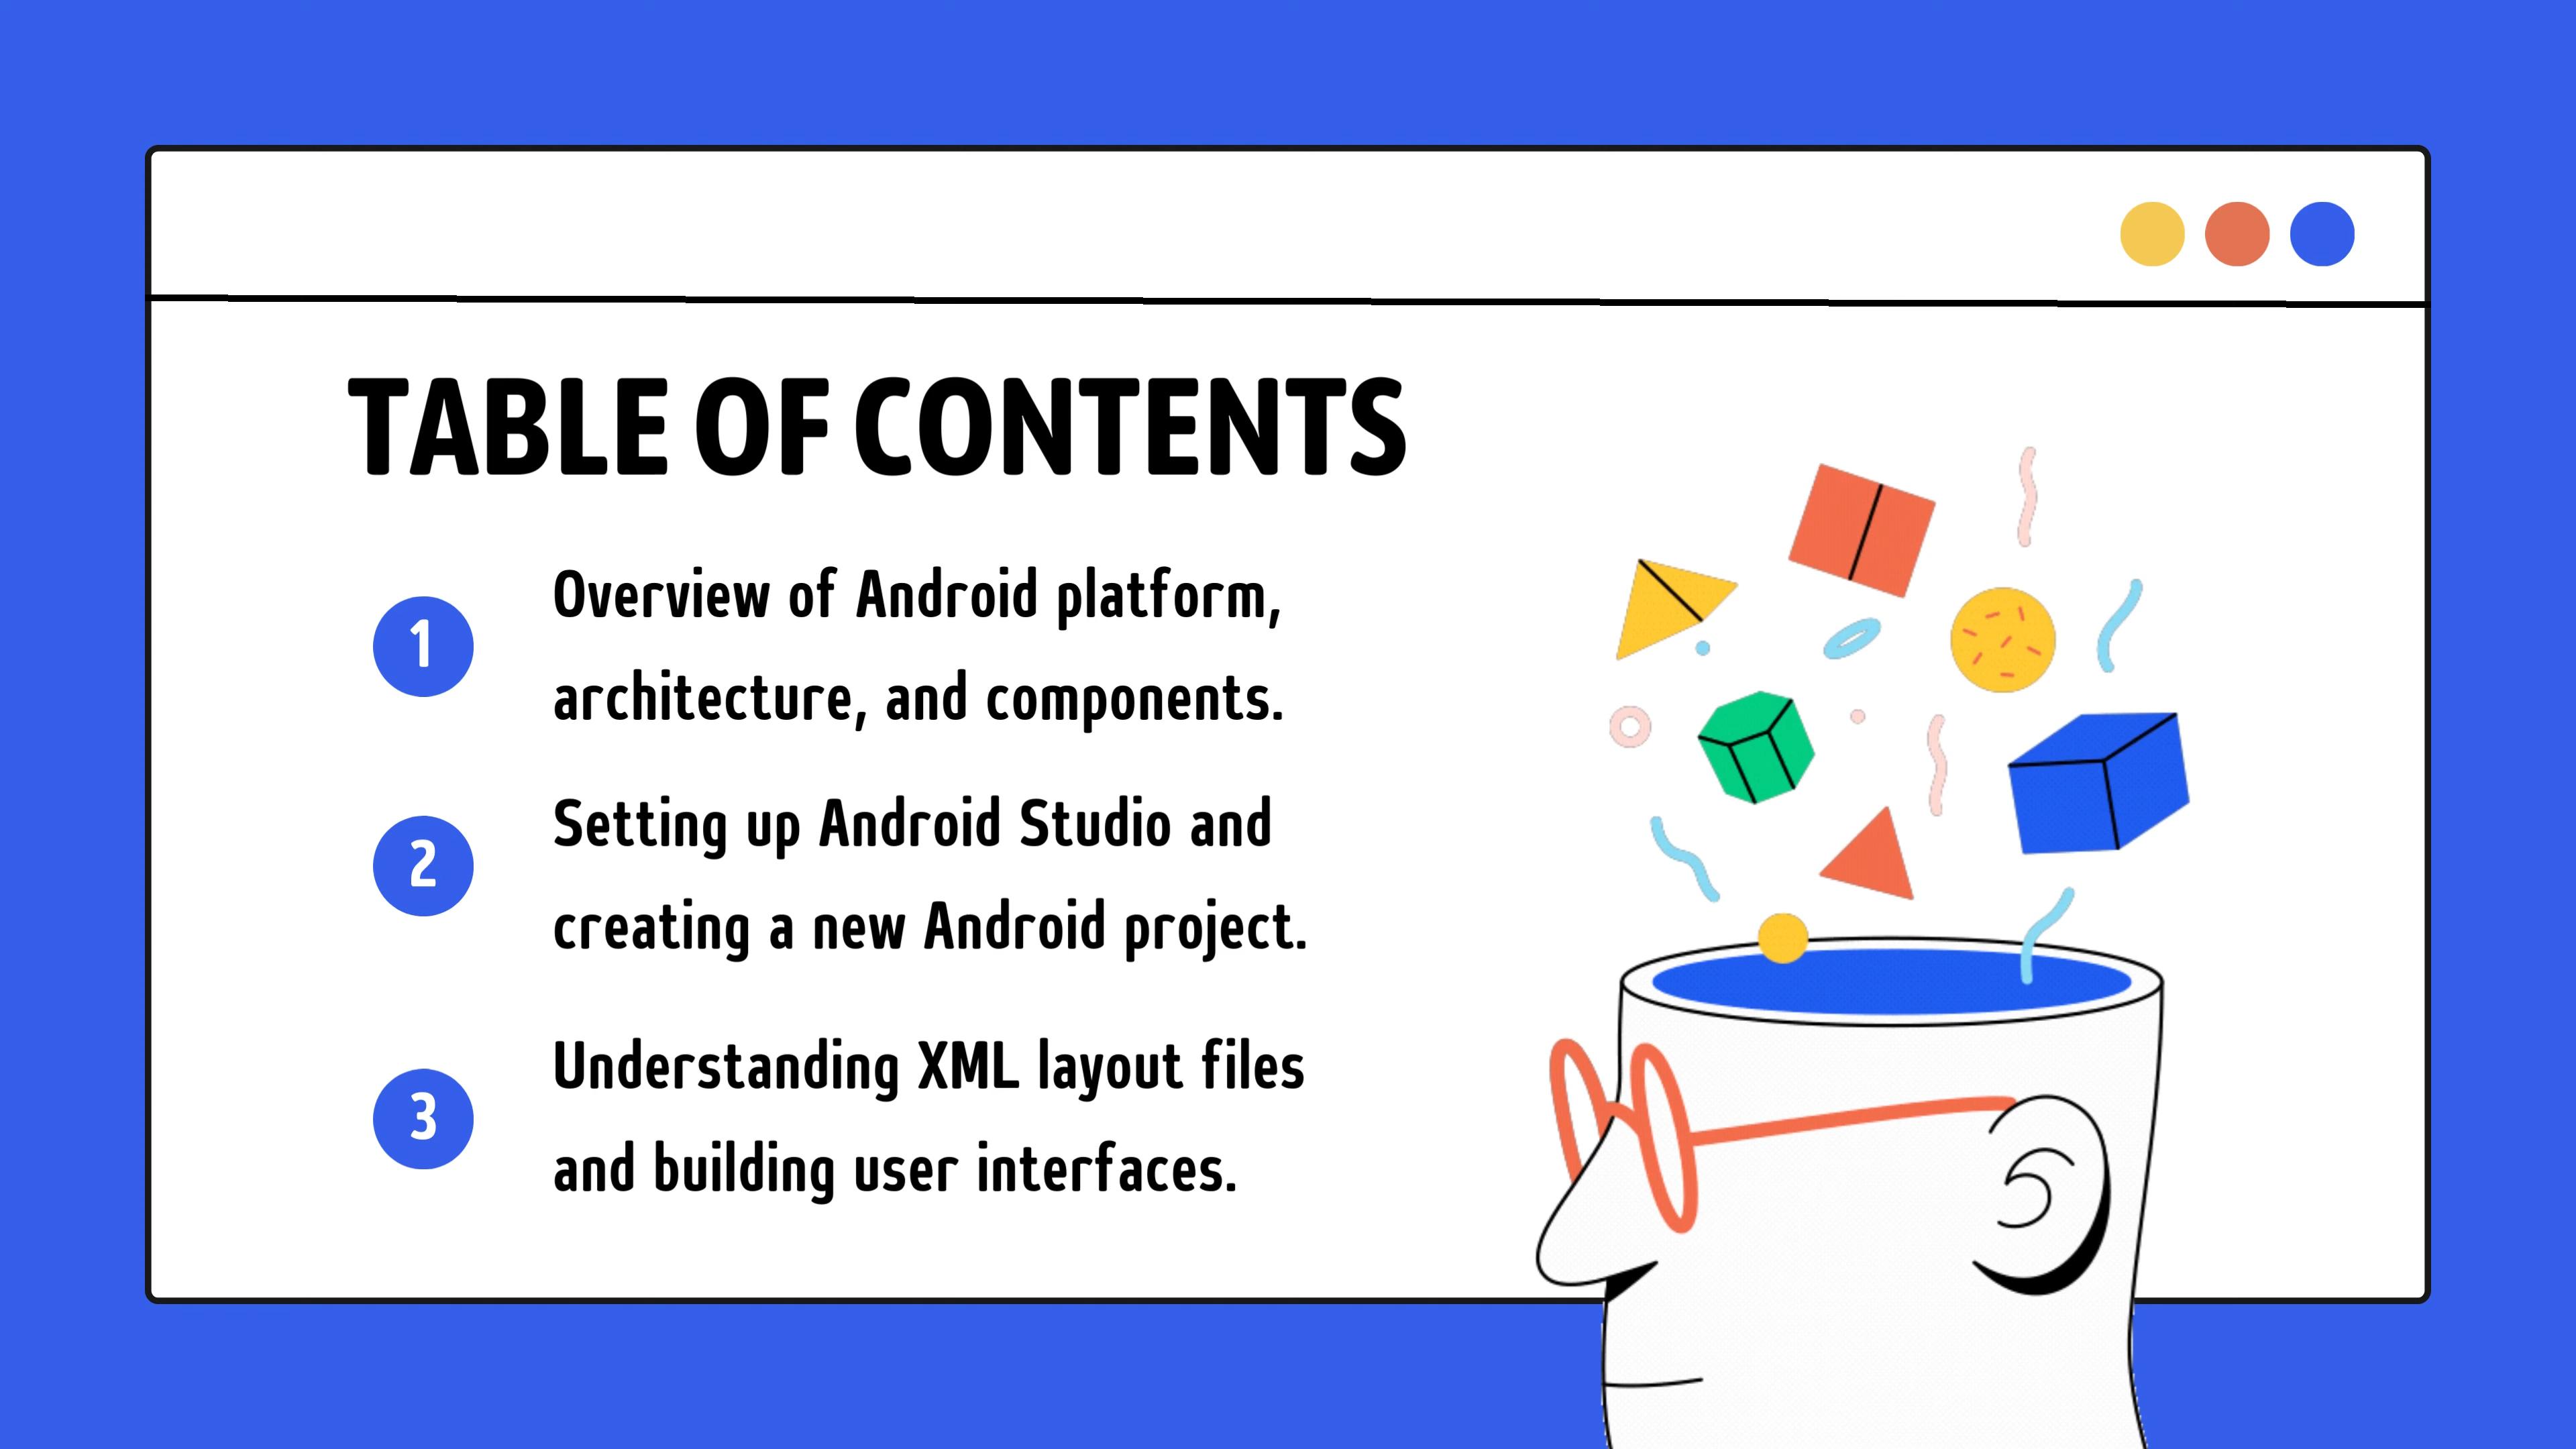 TABLE OF CONTENTS
1
Overview of Android platform,
architecture, and components.
2
Setting up Android Studio and
creating a new Android project.
3
Understanding XML layout files
and building user interfaces.